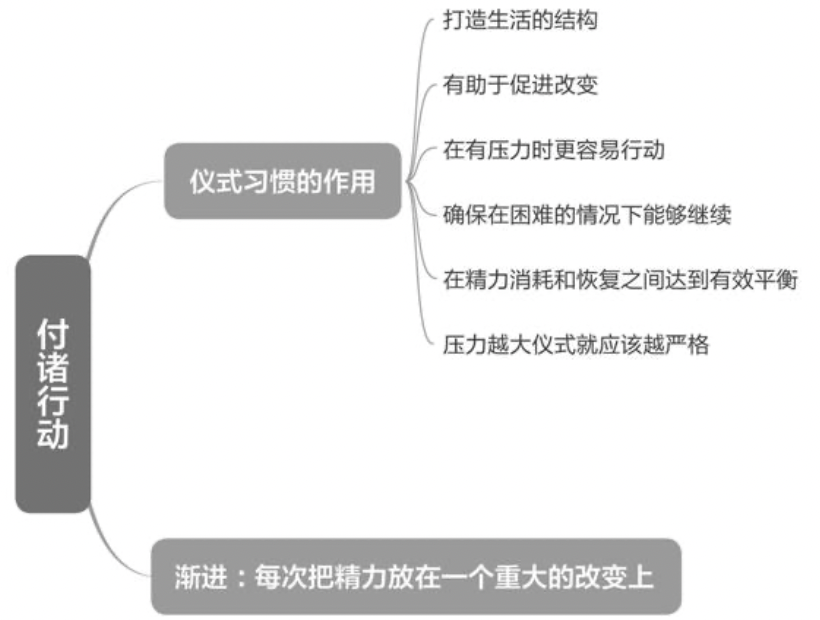 付诸行动
仪式习惯的作用
打造生活的结构
有助于促进改变
在有压力时更容易行动
确保在困难的情况下能够继续
在精力消耗和恢复之间达到有效平衡
压力越大仪式就应该越严格
渐进：每次把精力放在一个重大的改变上